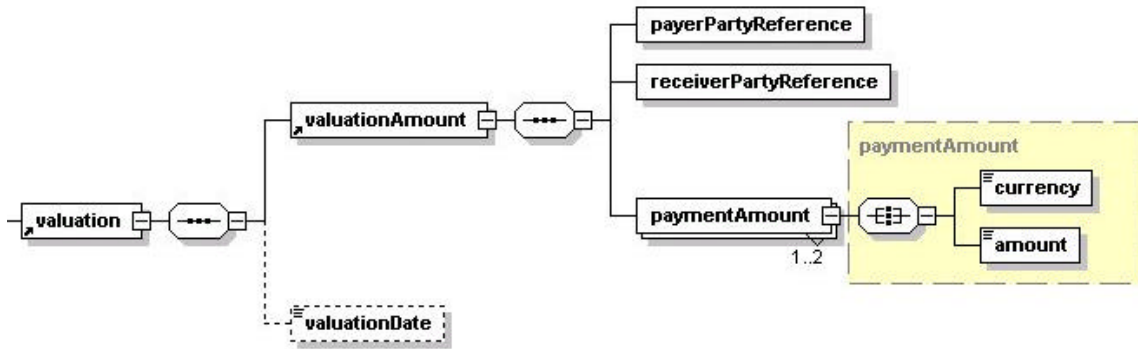 payerPartyReference
receiverPartyReference
valuationAmount
paymentAmount
currency
valuation
paymentAmount
amount
1..2
valuationDate